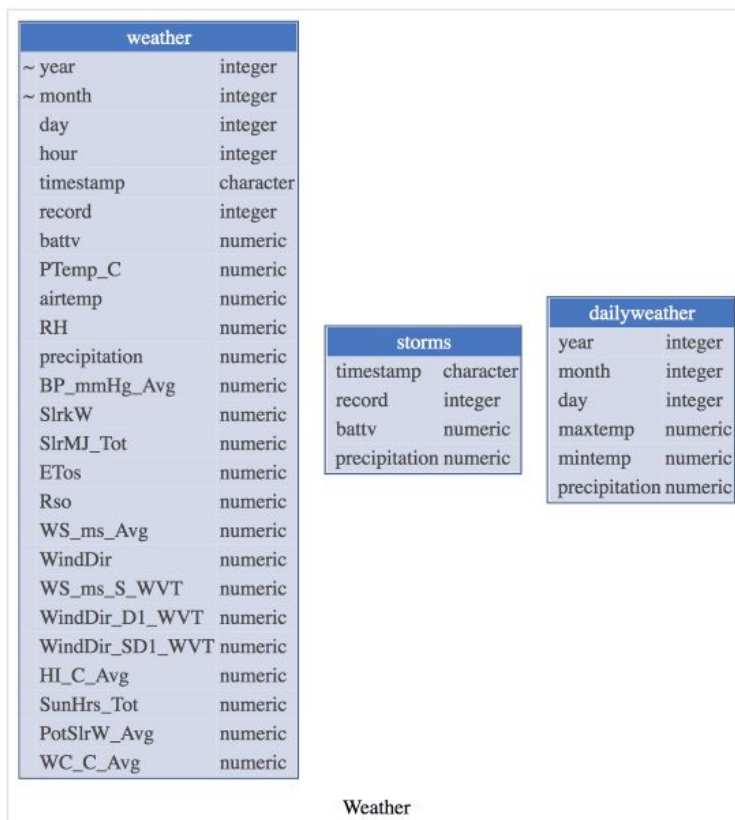 weather
~ year integer
~ month integer
day integer
hour integer
timestamp character
record integer
battv numeric
PTemp_C numeric
airtemp numeric
RH numeric
precipitation numeric
BP_mmHg_Avg numeric
SlrkW numeric
SlrMJ_Tot numeric
ETos numeric
Rso numeric
WS_ms_Avg numeric
WindDir numeric
WS_ms_S_WVT numeric
WindDir_D1_WVT numeric
WindDir_SD1_WVT numeric
HI_C_Avg numeric
SunHrs_Tot numeric
PotSlrW_Avg numeric
WC_C_Avg numeric
storms
timestamp character
record integer
battv numeric
precipitation numeric
dailyweather
year integer
month integer
day integer
maxtemp numeric
mintemp numeric
precipitation numeric
Weather